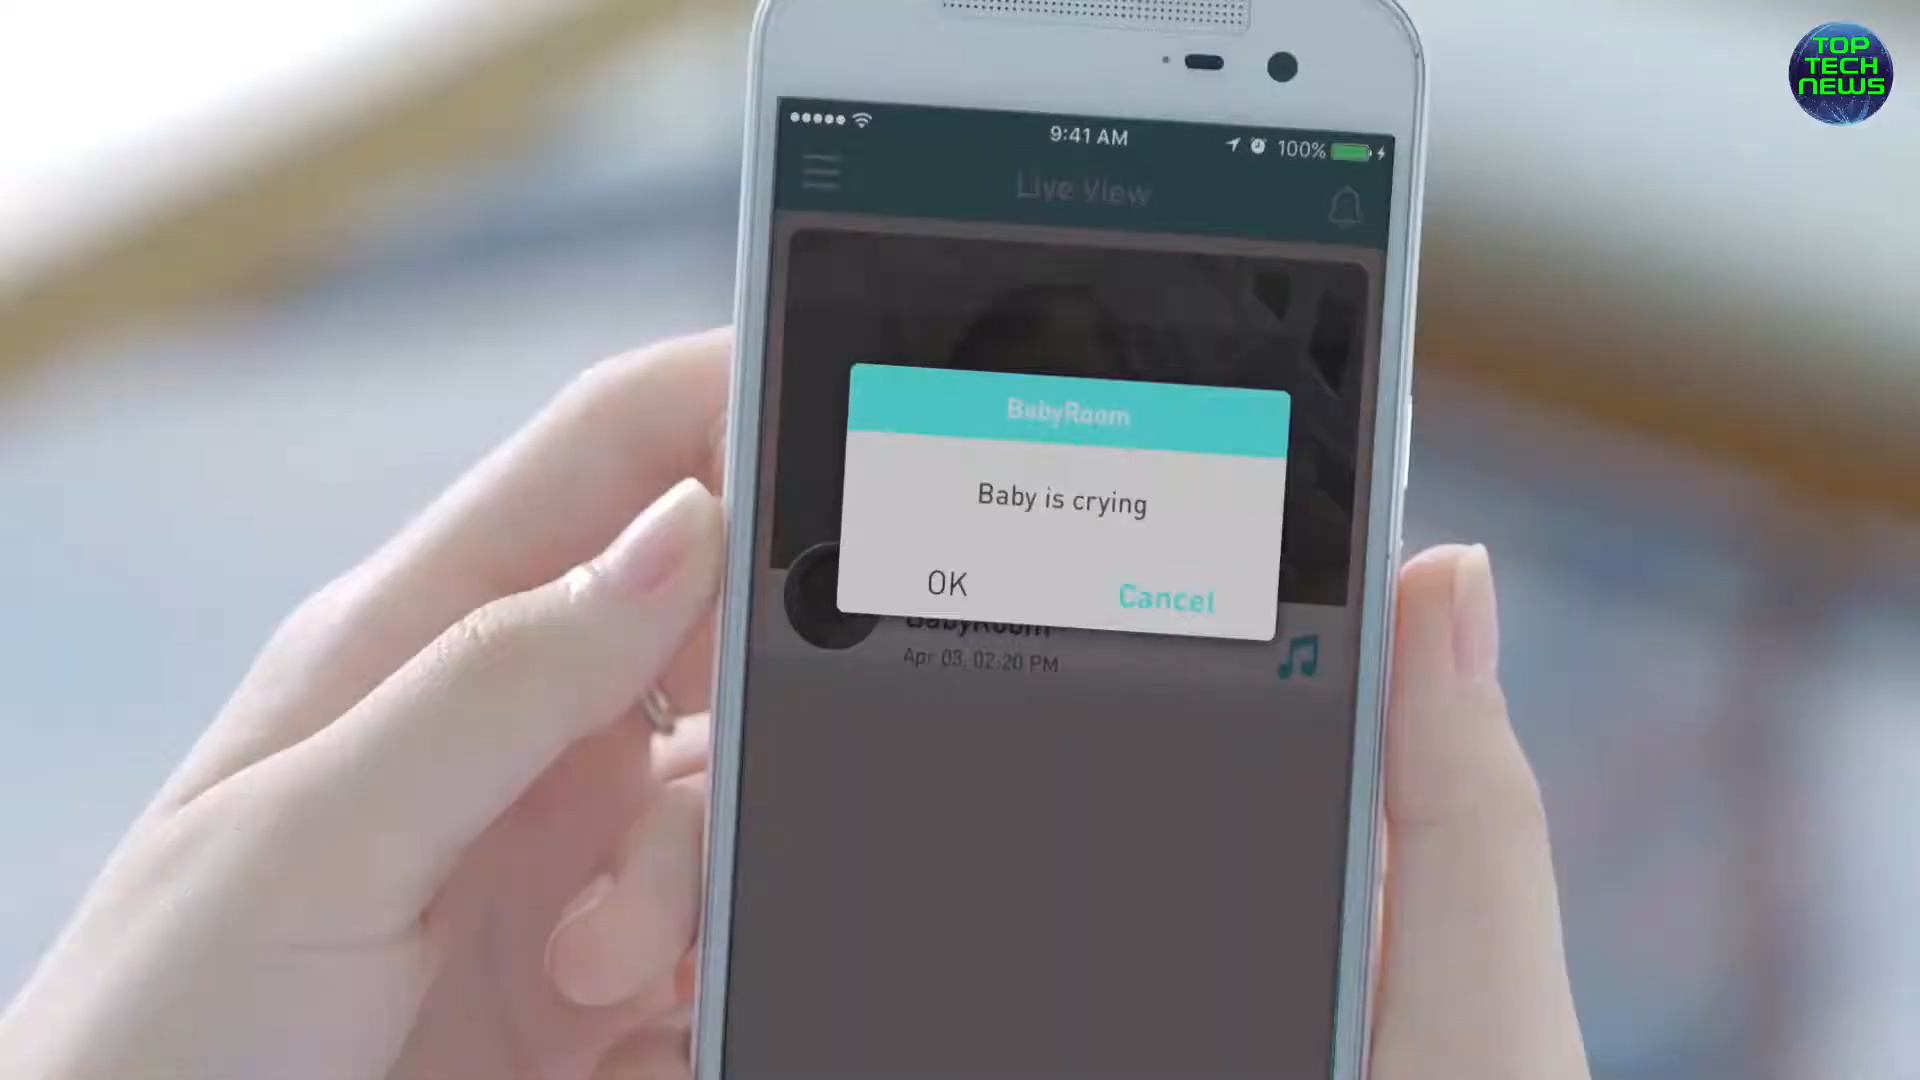 TOP
TECH
NEWS
9:41 AM
100%
Live View
BabyRoom
Baby is crying
OK
Cancel
BabyRoom
Apr 03, 02:20 PM